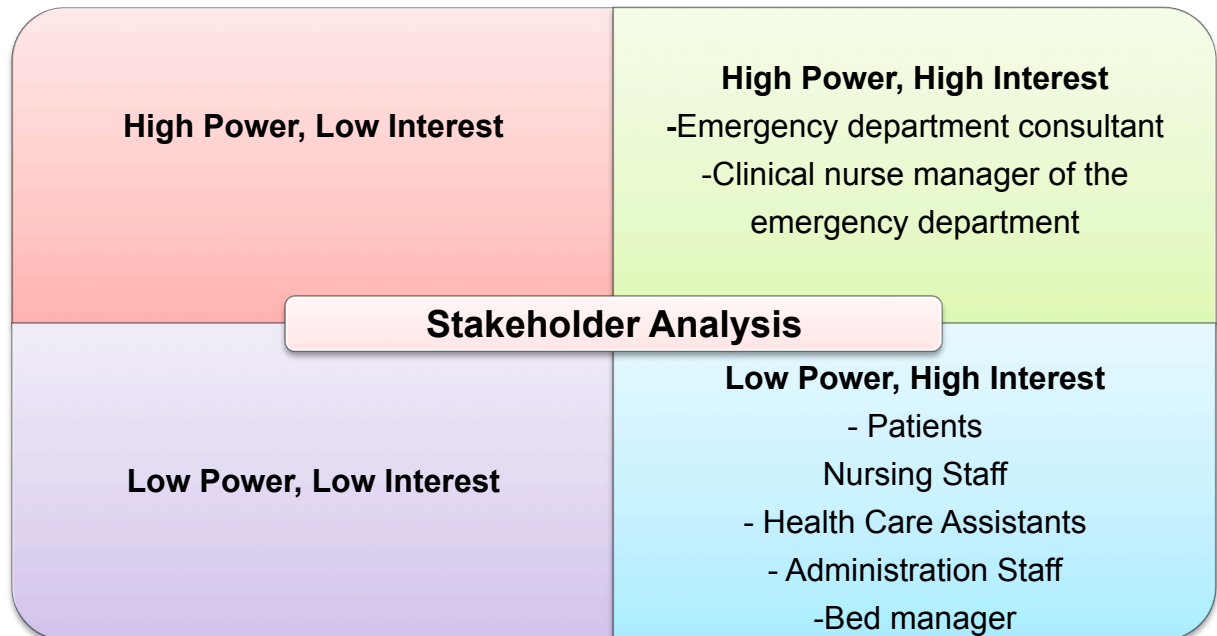 High Power, Low Interest
High Power, High Interest
-Emergency department consultant
-Clinical nurse manager of the
emergency department
Stakeholder Analysis
Low Power, Low Interest
Low Power, High Interest
- Patients
Nursing Staff
- Health Care Assistants
- Administration Staff
-Bed manager